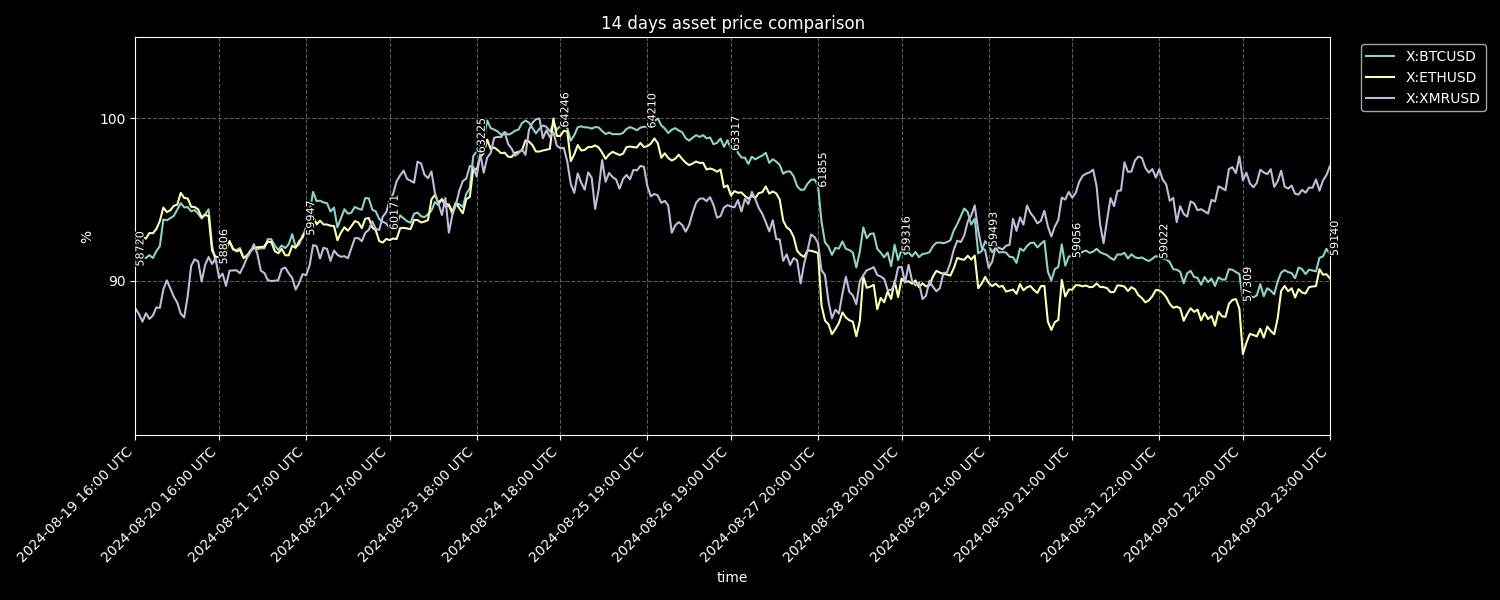 14 days asset price comparison
X:BTCUSD
X:ETHUSD
X:XMRUSD
100
90
%
58720
58806
59947
60171
63225
64246
64210
63317
61855
59316
59493
59056
59022
57309
59140
2024-08-19 16:00 UTC
2024-08-20 16:00 UTC
2024-08-21 17:00 UTC
2024-08-22 17:00 UTC
2024-08-23 18:00 UTC
2024-08-24 18:00 UTC
2024-08-25 19:00 UTC
2024-08-26 19:00 UTC
2024-08-27 20:00 UTC
2024-08-28 20:00 UTC
2024-08-29 21:00 UTC
2024-08-30 21:00 UTC
2024-08-31 22:00 UTC
2024-09-01 22:00 UTC
2024-09-02 23:00 UTC
time